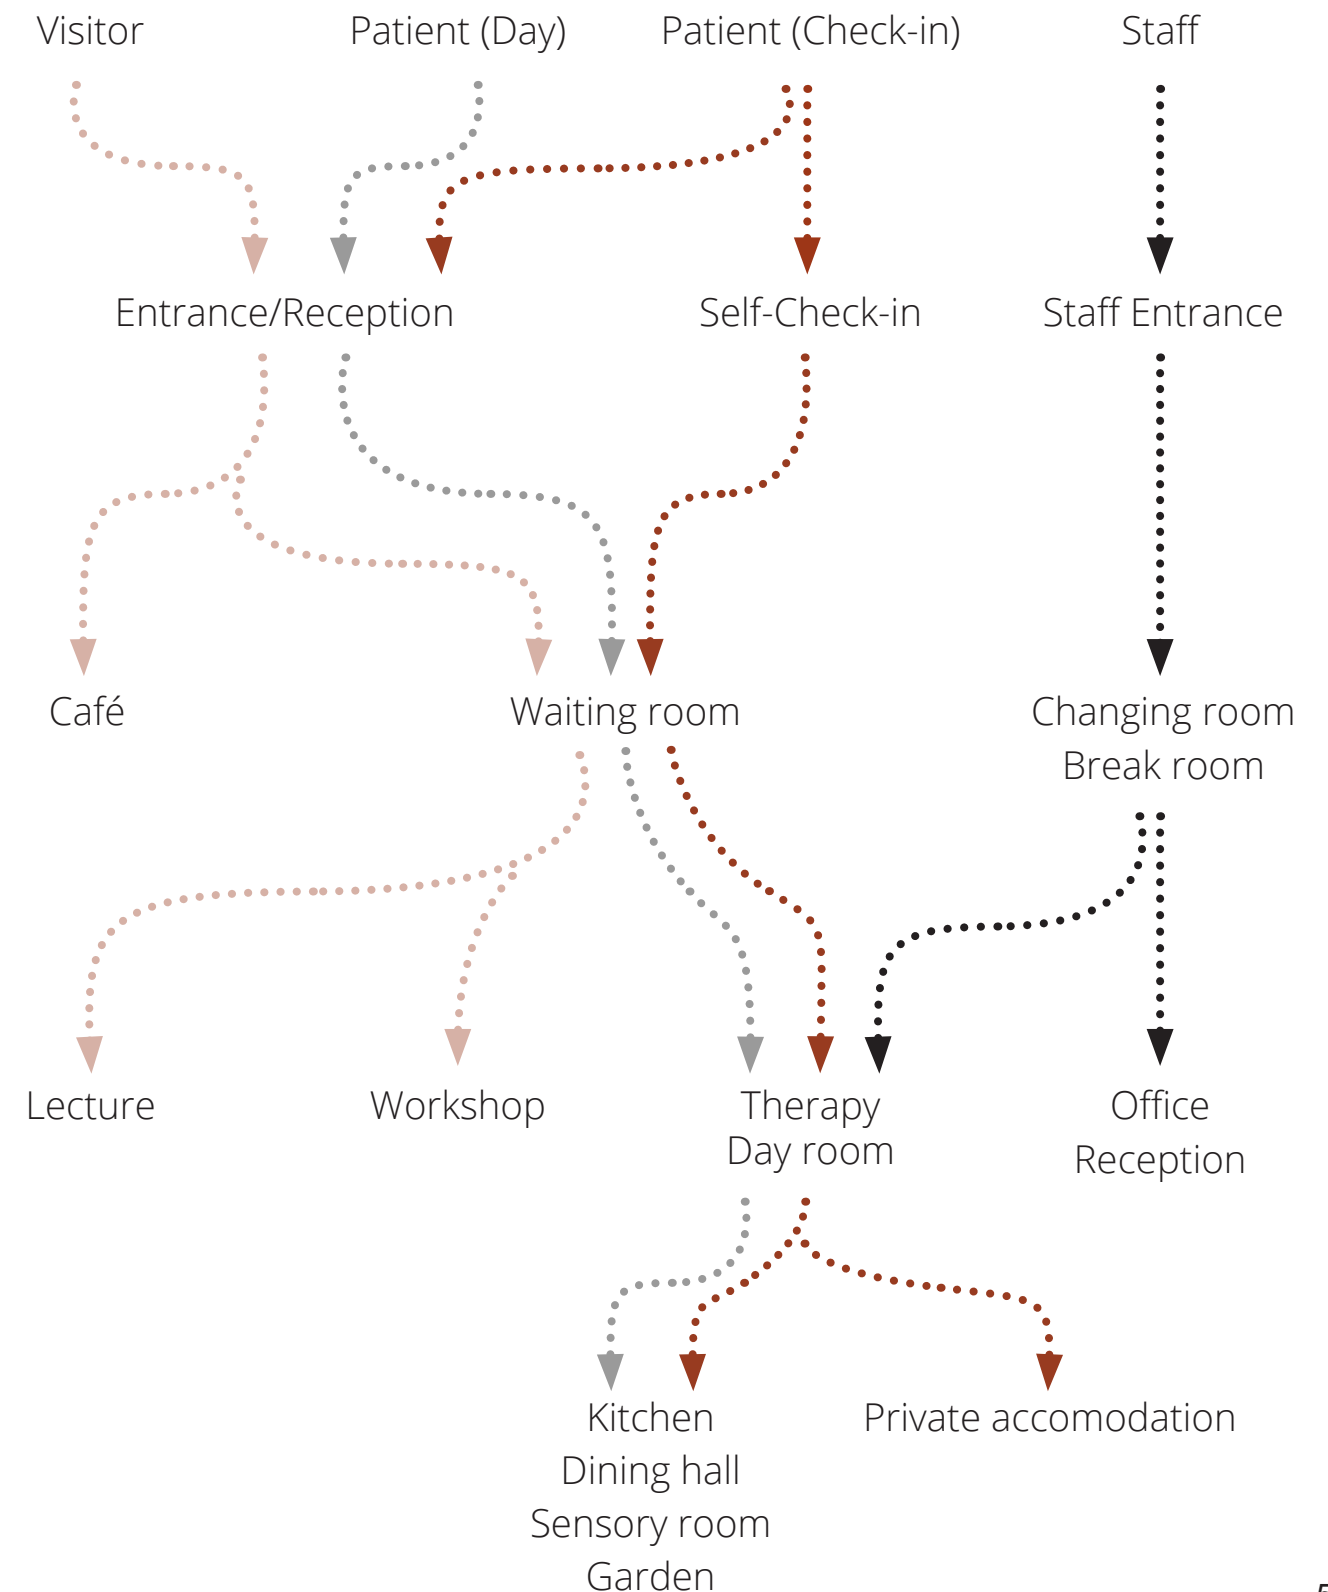 Visitor
Patient (Day)
Patient (Check-in)
Staff
Entrance/Reception
Self-Check-in
Staff Entrance
Café
Waiting room
Changing room
Break room
Lecture
Workshop
Therapy
Day room
Office
Reception
Kitchen
Dining hall
Sensory room
Garden
Private accomodation